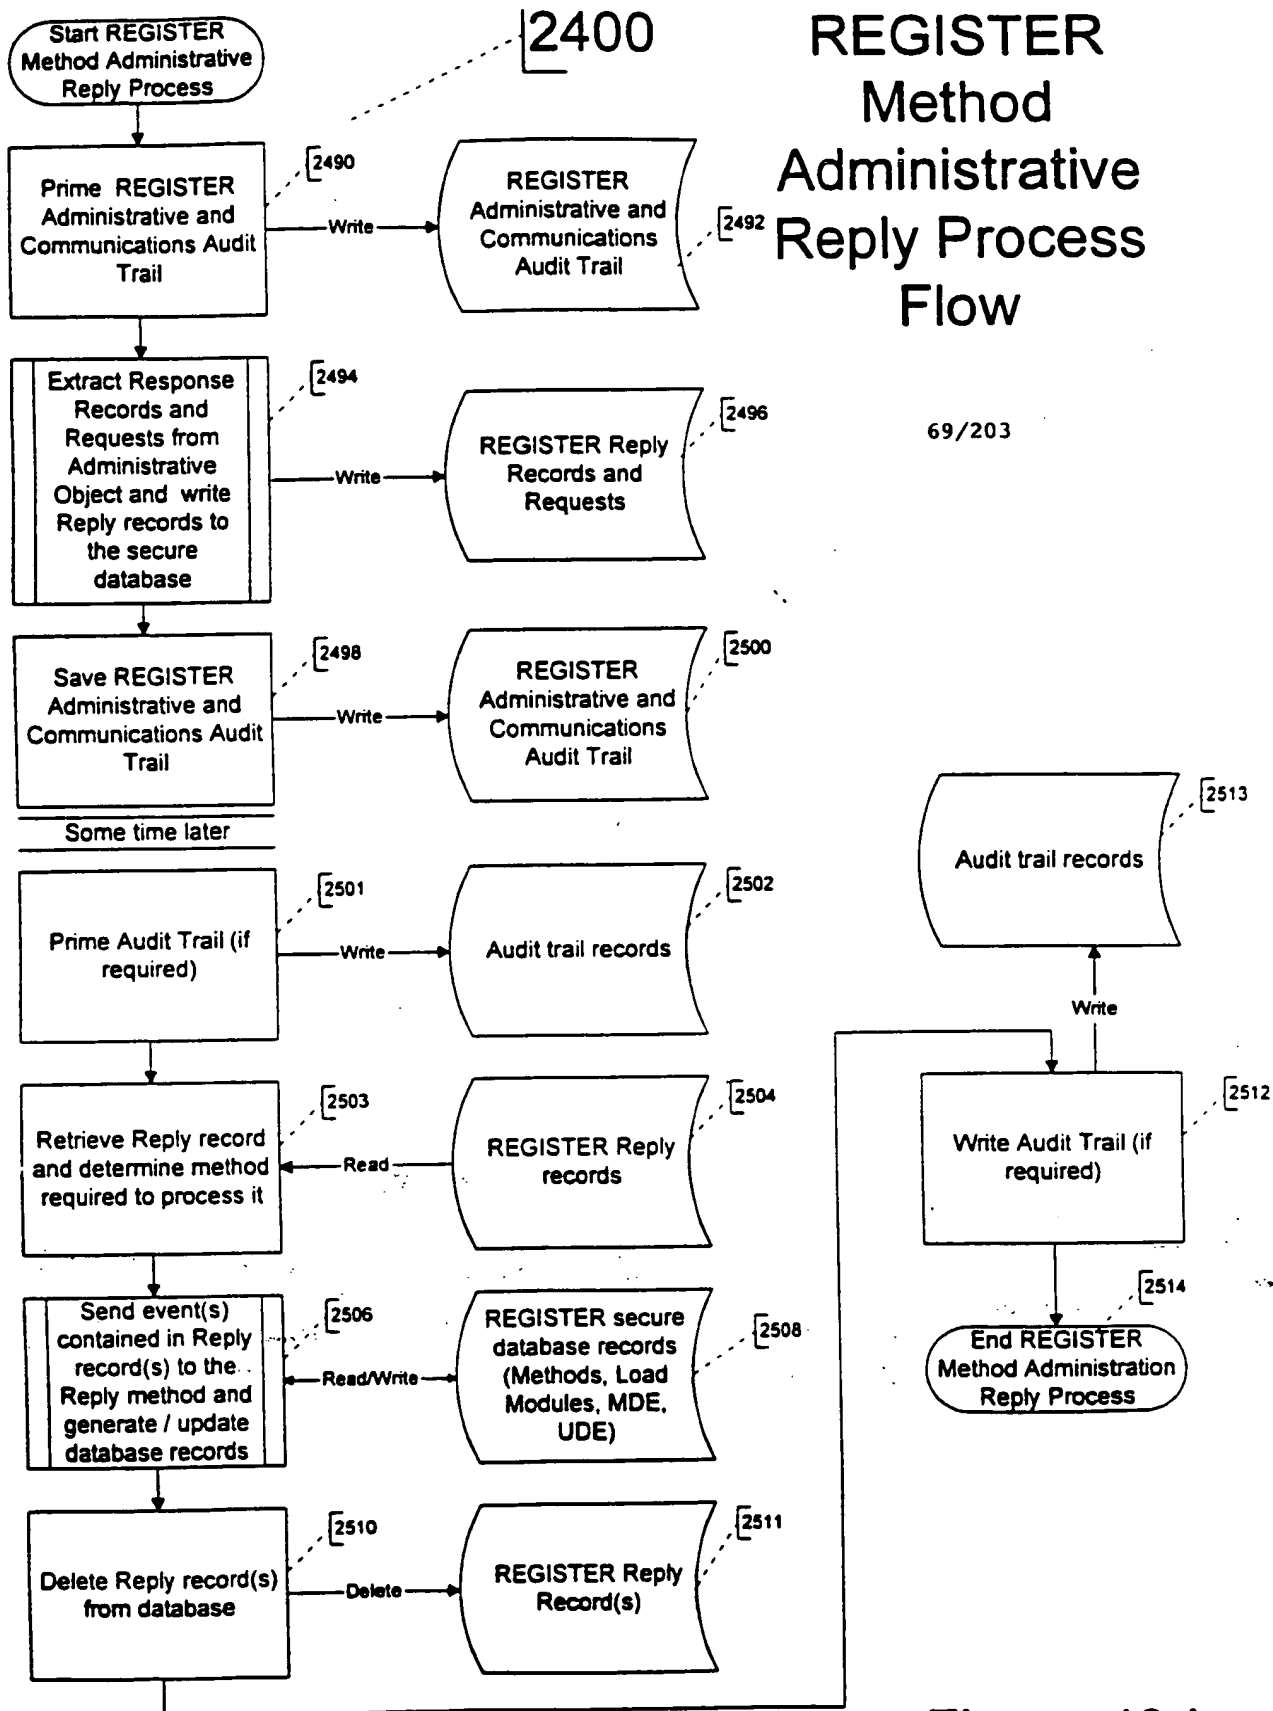 Start REGISTER
Method Administrative
Reply Process
2400
REGISTER
Method
Administrative
Reply Process
Flow
69/203
Prime REGISTER
Administrative and
Communications Audit
Trail
2490
Write
REGISTER
Administrative and
Communications
Audit Trail
2492
Extract Response
Records and
Requests from
Administrative
Object and write
Reply records to
the secure
database
2494
Write
REGISTER Reply
Records and
Requests
2496
Save REGISTER
Administrative and
Communications Audit
Trail
2498
Write
REGISTER
Administrative and
Communications
Audit Trail
2500
Some time later
Prime Audit Trail (if
required)
2501
Write
Audit trail records
2502
Retrieve Reply record
and determine method
required to process it
2503
Read
REGISTER Reply
records
2504
Send event(s)
contained in Reply
record(s) to the
Reply method and
generate / update
database records
2506
Read/Write
REGISTER secure
database records
(Methods, Load
Modules, MDE,
UDE)
2508
Delete Reply record(s)
from database
2510
Delete
REGISTER Reply
Record(s)
2511
Audit trail records
2513
Write
Write Audit Trail (if
required)
2512
2514
End REGISTER
Method Administration
Reply Process